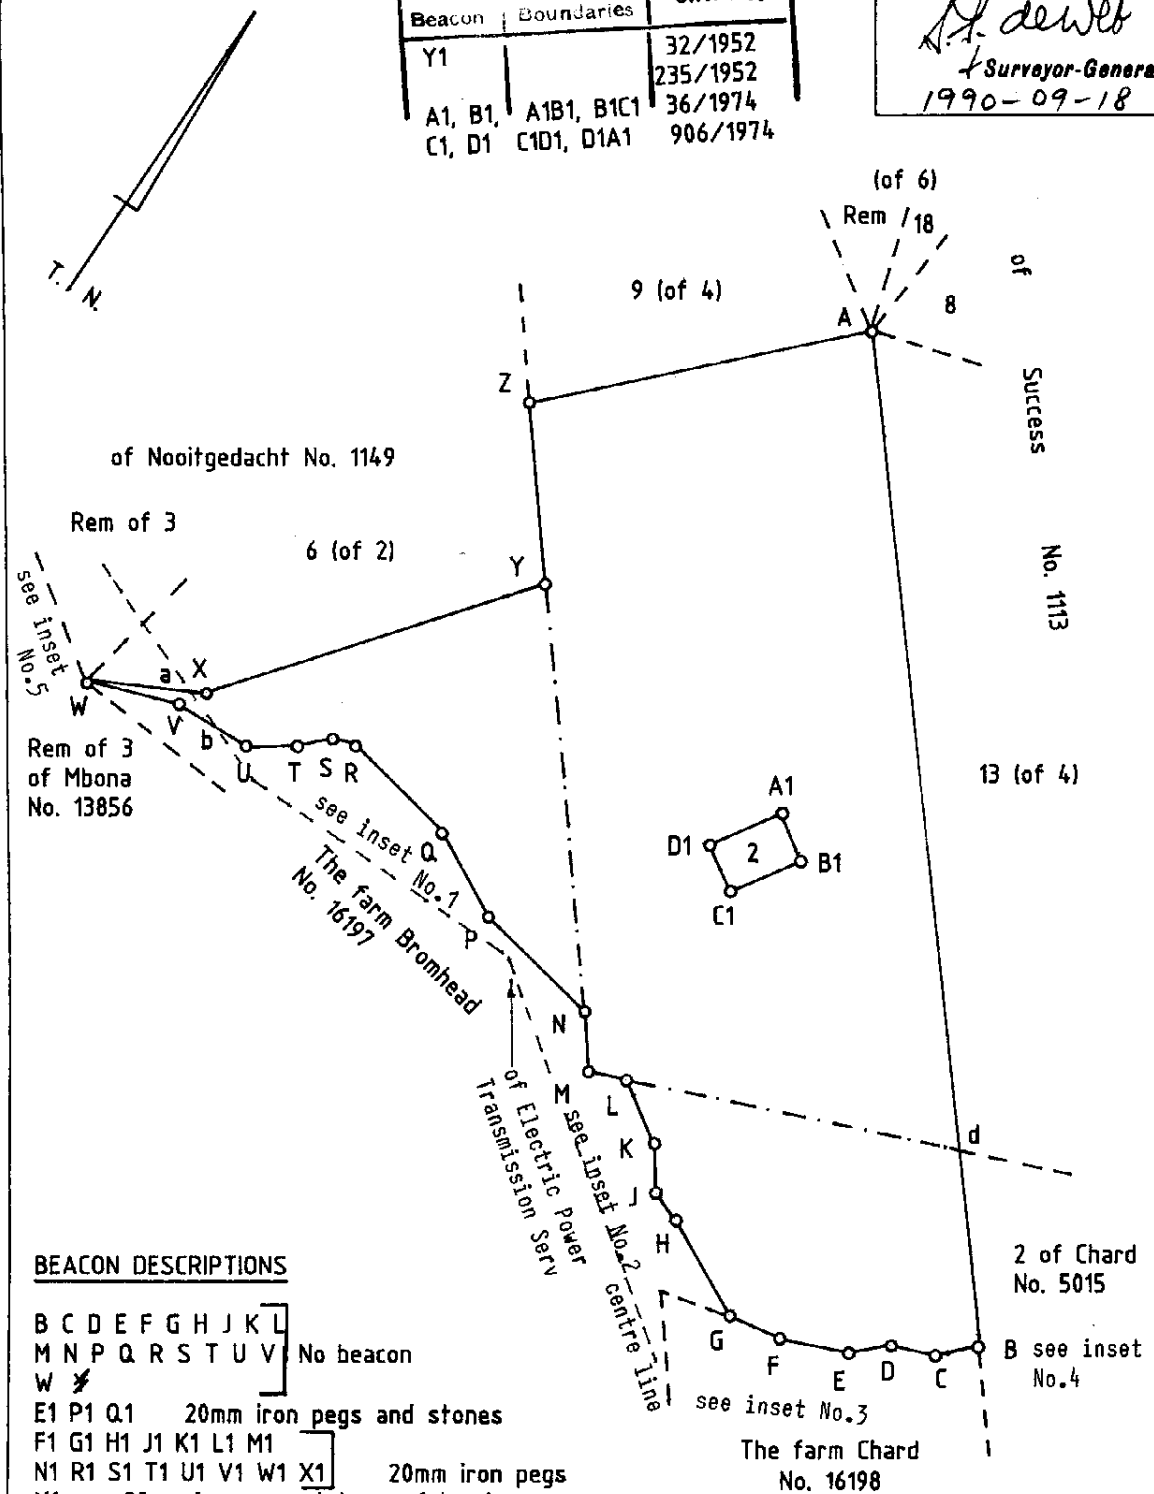 Beacon Boundaries
Y1 32/1952
235/1952
A1, B1, A1B1, B1C1 36/1974
C1, D1 C1D1, D1A1 906/1974
Surveyor-Genera
1990-09-18
T. N.
(of 6)
Rem 18
of
9 (of 4)
8
A
Z
Success
of Nooitgedacht No. 1149
Rem of 3
6 (of 2)
Y
No. 1113
see inset
No.5
a X
W
V
b
Rem of 3
of Mbona
No. 13856
U T S R
13 (of 4)
A1
D1 2 B1
C1
see inset
No.1
Q
The farm Bromhead
No. 16197
P
N
of Electric Power
Transmission Serv
M
L
see inset No.2
centre line
d
K
J
H
BEACON DESCRIPTIONS
2 of Chard
No. 5015
B C D E F G H J K L
M N P Q R S T U V No beacon
W
G F E D C B see inset
No.4
E1 P1 Q1 20mm iron pegs and stones
see inset No.3
F1 G1 H1 J1 K1 L1 M1
N1 R1 S1 T1 U1 V1 W1 X1 20mm iron pegs
The farm Chard
No. 16198